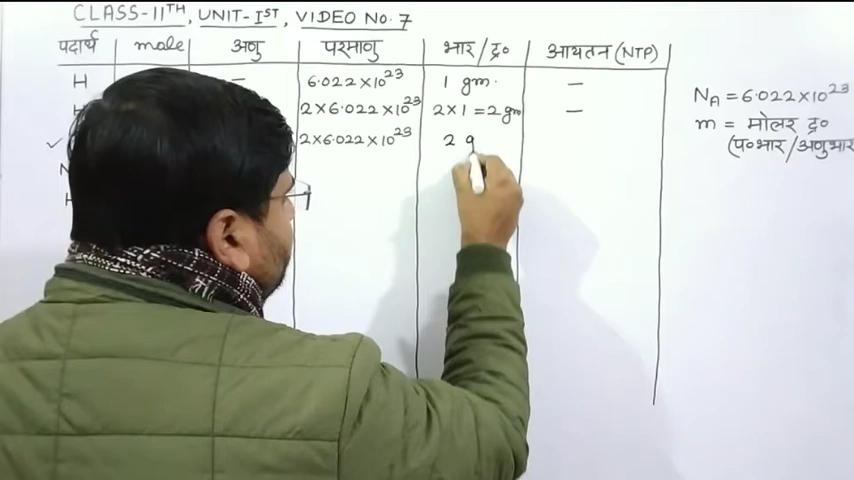 CLASS-11TH, UNIT-IST, VIDEO No. 7
पदार्थ mole अणु परमाणु भार/द्र० आयतन (NTP)
H — 6.022×10²³ 1 gm. —
2×6.022×10²³ 2×1=2 gm —
✓ 2×6.022×10²³ 2 g
H
NA = 6.022×10²³
m = मोलर द्र०
(प०भार/अणुभार